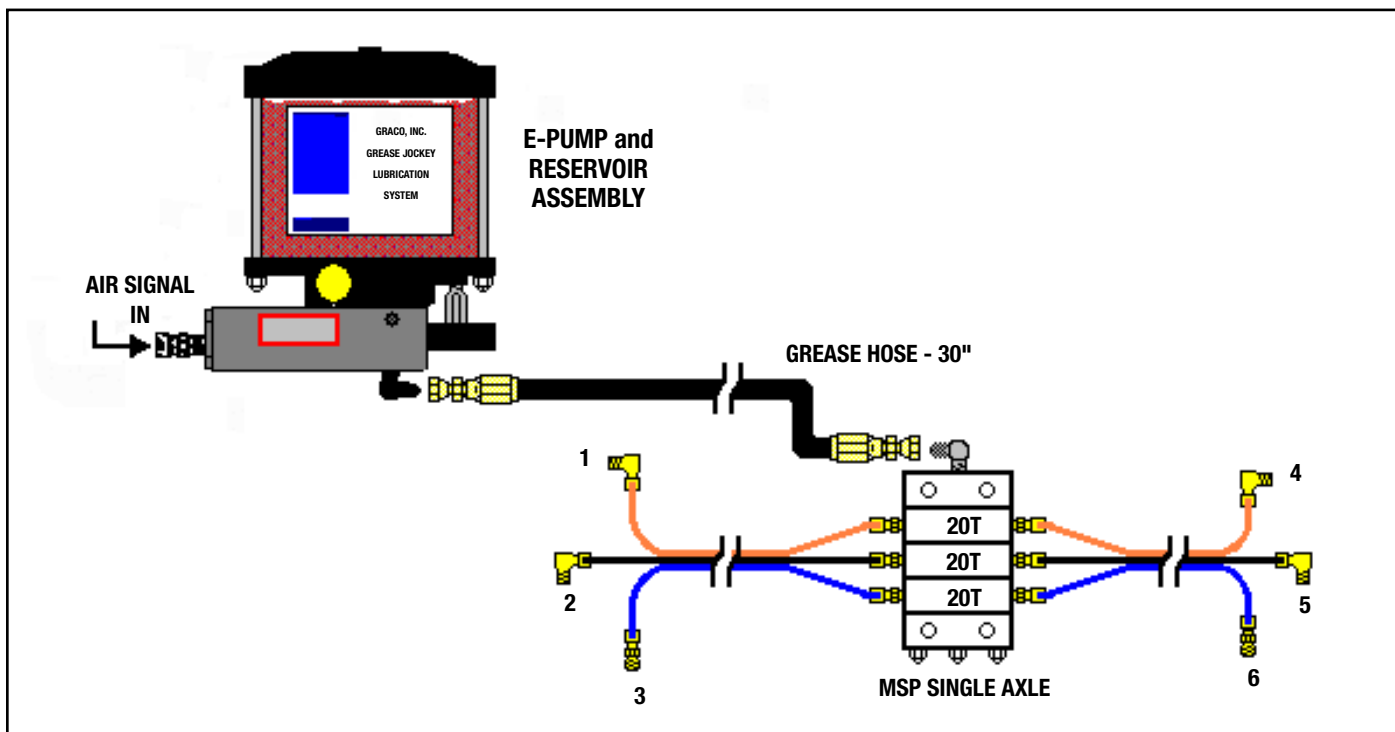 GRACO, INC.
GREASE JOCKEY
LUBRICATION
SYSTEM
E-PUMP and
RESERVOIR
ASSEMBLY
AIR SIGNAL
IN
GREASE HOSE - 30"
1
4
20T
20T
20T
2
5
3
6
MSP SINGLE AXLE